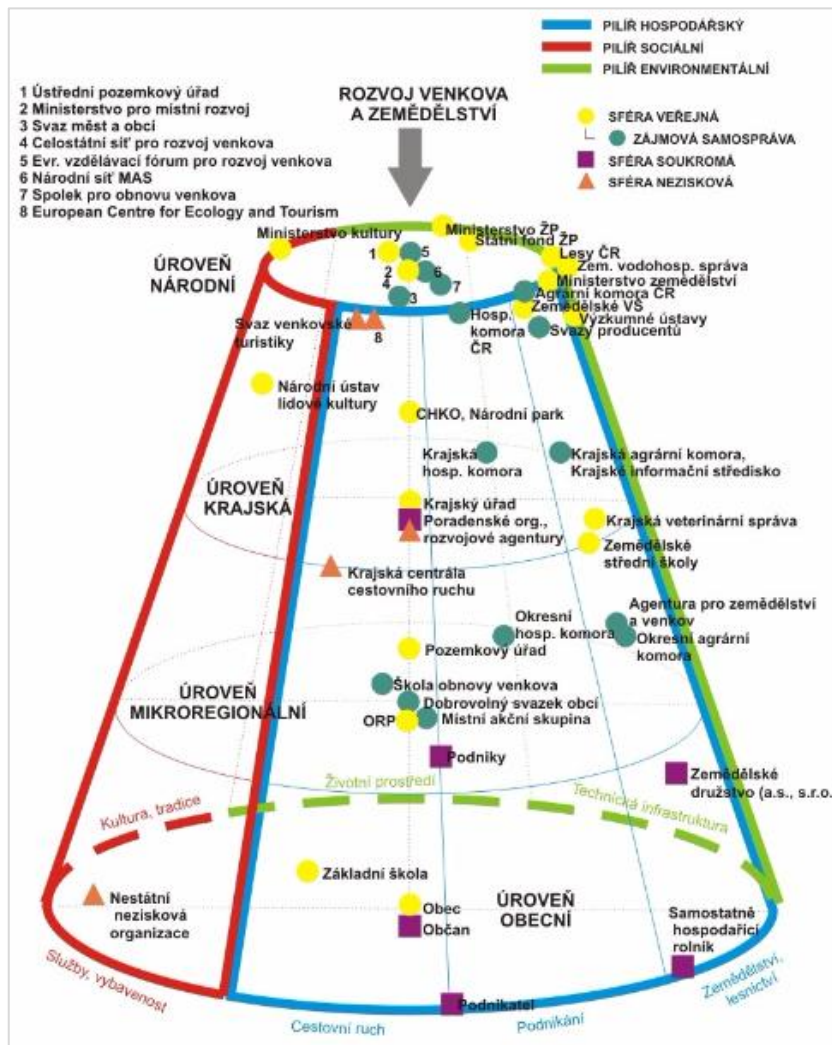 PILÍŘ HOSPODÁŘSKÝ
PILÍŘ SOCIÁLNÍ
PILÍŘ ENVIRONMENTÁLNÍ
1 Ústřední pozemkový úřad
2 Ministerstvo pro místní rozvoj
3 Svaz měst a obcí
4 Celostátní síť pro rozvoj venkova
5 Evr. vzdělávací fórum pro rozvoj venkova
6 Národní síť MAS
7 Spolek pro obnovu venkova
8 European Centre for Ecology and Tourism
ROZVOJ VENKOVA
A ZEMĚDĚLSTVÍ
SFÉRA VEŘEJNÁ
ZÁJMOVÁ SAMOSPRÁVA
SFÉRA SOUKROMÁ
SFÉRA NEZISKOVÁ
Ministerstvo kultury
Ministerstvo ŽP
Státní fond ŽP
Lesy ČR
Zem. vodohosp. správa
Ministerstvo zemědělství
Agrární komora ČR
Zemědělské VŠ
Výzkumné ústavy
Svazy producentů
ÚROVEŇ
NÁRODNÍ
1
5
2
6
4
7
3
Hosp.
komora
ČR
Svaz venkovské
turistiky
8
Národní ústav
lidové kultury
CHKO, Národní park
Krajská
hosp. komora
Krajská agrární komora,
Krajské informační středisko
ÚROVEŇ
KRAJSKÁ
Krajský úřad
Poradenské org.,
rozvojové agentury
Krajská veterinární správa
Zemědělské
střední školy
Krajská centrála
cestovního ruchu
Okresní
hosp. komora
Agentura pro zemědělství
a venkov
Okresní agrární
komora
Pozemkový úřad
ÚROVEŇ
MIKROREGIONÁLNÍ
Škola obnovy venkova
Dobrovolný svazek obcí
ORP
Místní akční skupina
Podniky
Zemědělské
družstvo (a.s., s.r.o.
Životní prostředí
Kultura, tradice
Technická infrastruktura
Základní škola
Nestátní
nezisková
organizace
Obec
Občan
ÚROVEŇ
OBECNÍ
Samostatně
hospodařící
rolník
Služby, vybavenost
Podnikatel
Cestovní ruch
Podnikání
Zemědělství,
lesnictví